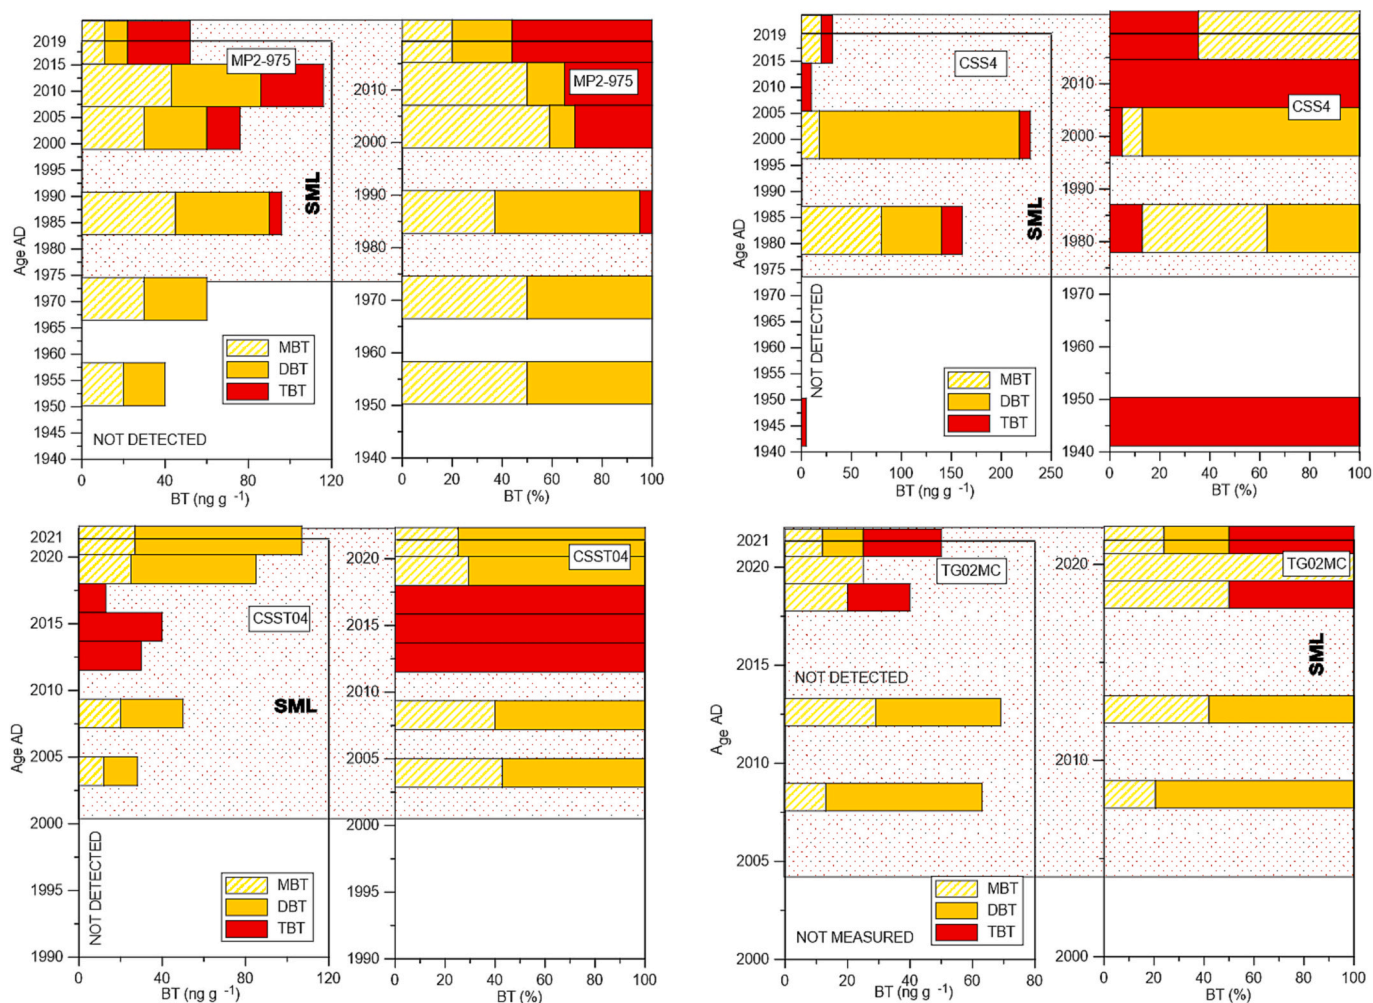 2019
2015
2010
2005
2000
1995
1990
1985
1980
1975
1970
1965
1960
1955
1950
1945
1940
Age AD
MP2-975
SML
MBT
DBT
TBT
NOT DETECTED
0 40 80 120
BT (ng g -1)
2019
2010
2000
1990
1980
1970
1960
1950
1940
MP2-975
0 20 40 60 80 100
BT (%)
2019
2015
2010
2005
2000
1995
1990
1985
1980
1975
1970
1965
1960
1955
1950
1945
1940
Age AD
CSS4
SML
NOT DETECTED
MBT
DBT
TBT
0 50 100 150 200 250
BT (ng g -1)
2019
2010
2000
1990
1980
1970
1960
1950
1940
CSS4
0 20 40 60 80 100
BT (%)
2021
2020
2015
2010
2005
2000
1995
1990
Age AD
CSST04
SML
NOT DETECTED
MBT
DBT
TBT
0 40 80 120
BT (ng g -1)
2020
2015
2010
2005
2000
1995
1990
CSST04
0 20 40 60 80 100
BT (%)
2021
2020
2015
2010
2005
2000
Age AD
TG02MC
NOT DETECTED
MBT
DBT
TBT
NOT MEASURED
0 20 40 60 80
BT (ng g -1)
2020
2010
2000
TG02MC
SML
0 20 40 60 80 100
BT (%)